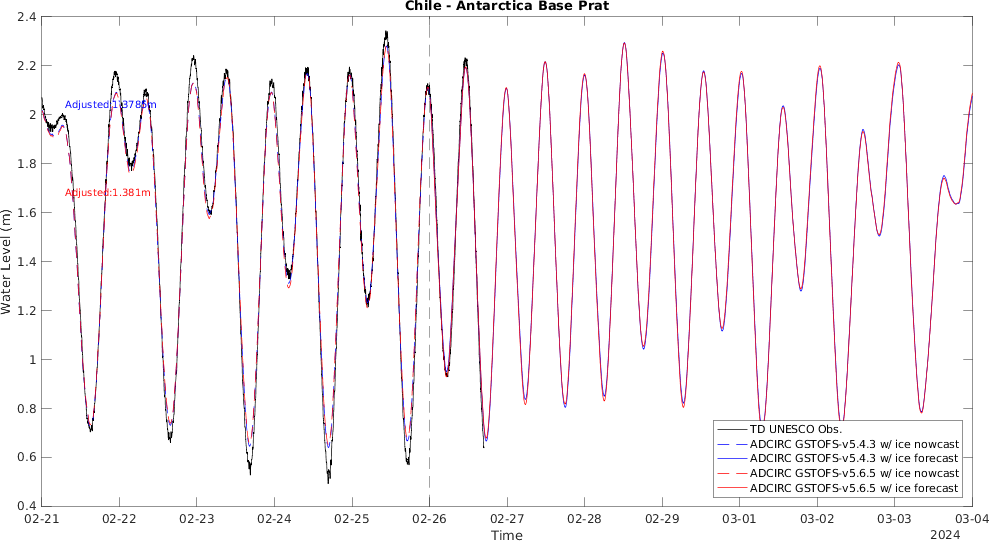 Chile - Antarctica Base Prat
Water Level (m)
2.4
2.2
2
1.8
1.6
1.4
1.2
1
0.8
0.6
0.4
Adjusted:1.3785m
Adjusted:1.381m
TD UNESCO Obs.
ADCIRC GSTOFS-v5.4.3 w/ ice nowcast
ADCIRC GSTOFS-v5.4.3 w/ ice forecast
ADCIRC GSTOFS-v5.6.5 w/ ice nowcast
ADCIRC GSTOFS-v5.6.5 w/ ice forecast
02-21 02-22 02-23 02-24 02-25 02-26 02-27 02-28 02-29 03-01 03-02 03-03 03-04
Time
2024